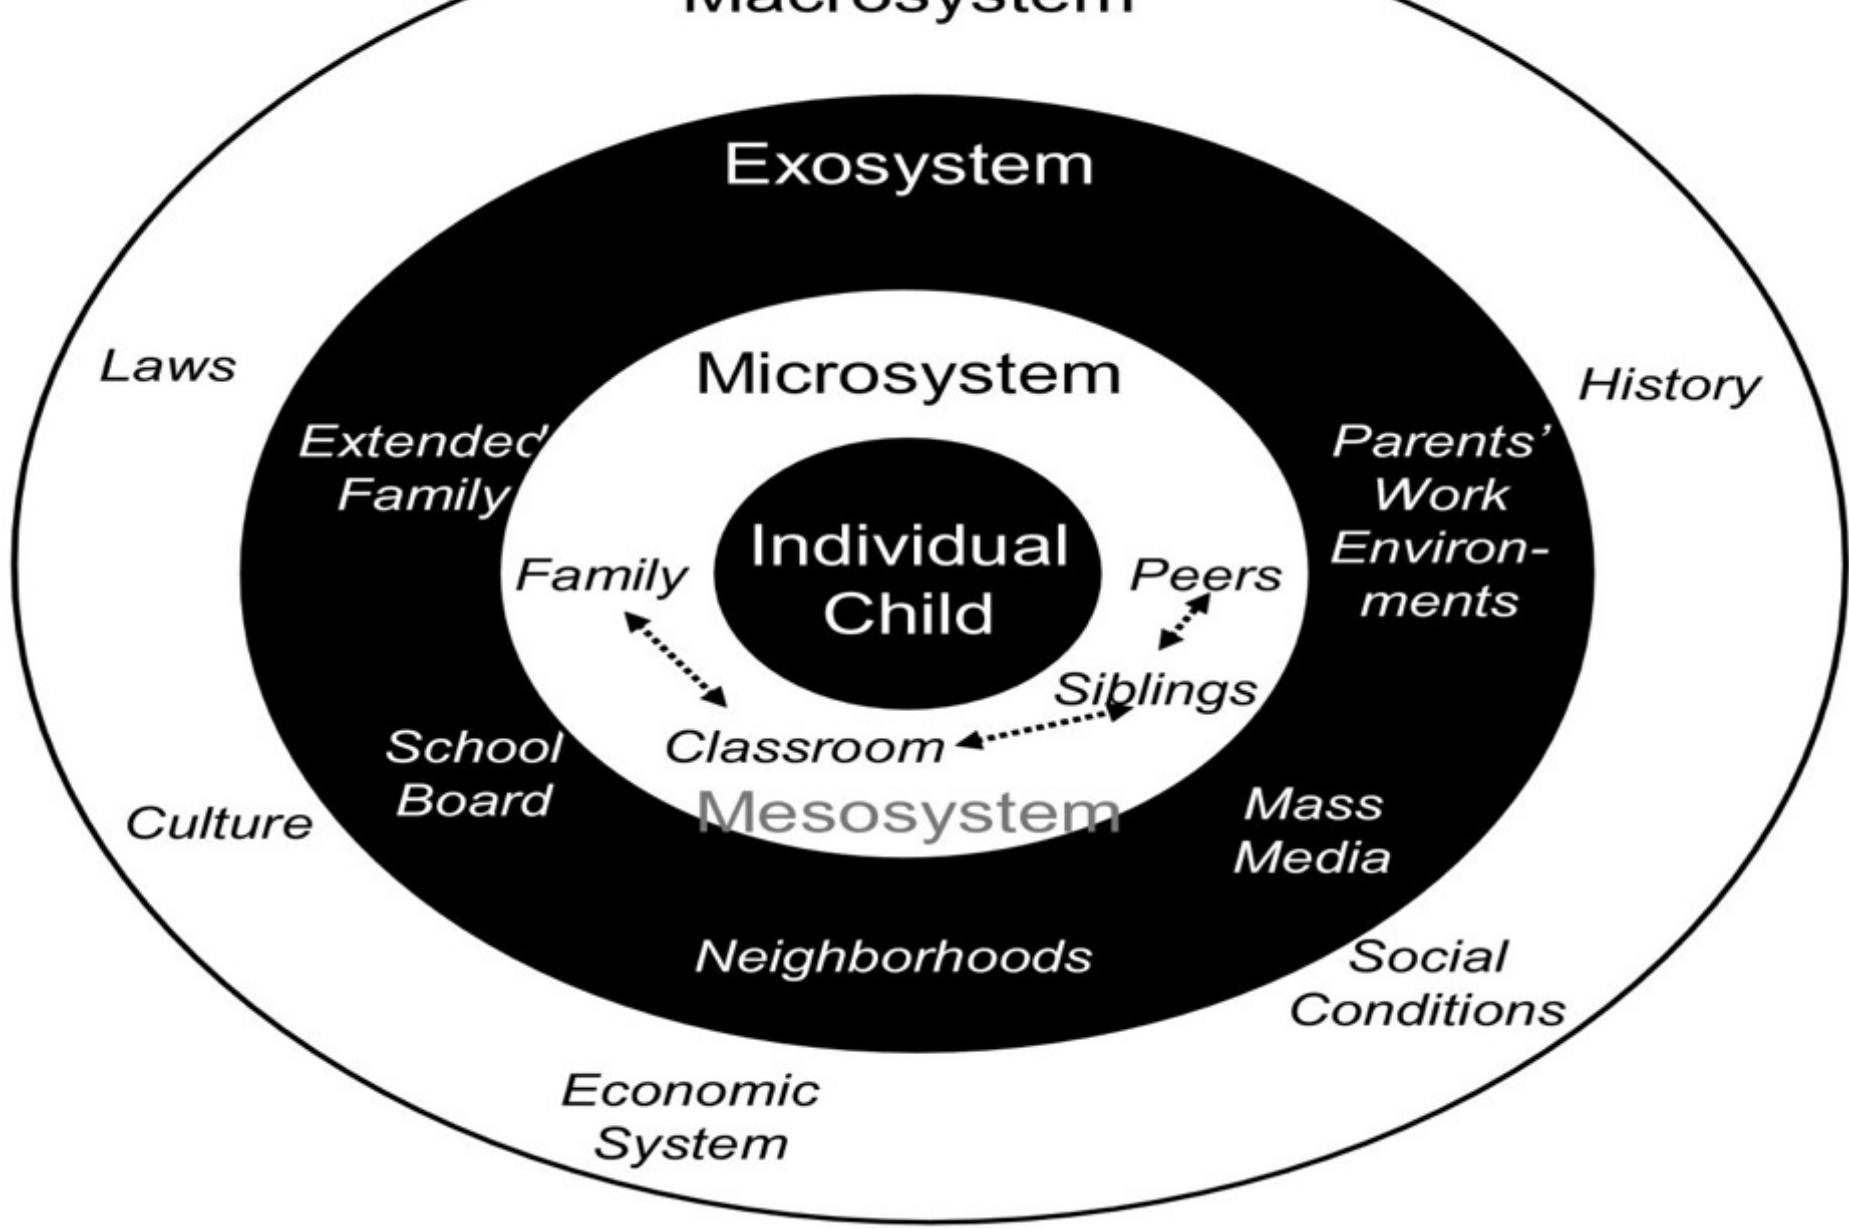 Macrosystem
Exosystem
Microsystem
Laws
History
Extended
Family
Parents’
Work
Environ-
ments
Individual
Child
Family
Peers
Siblings
Classroom
School
Board
Mesosystem
Mass
Media
Culture
Neighborhoods
Social
Conditions
Economic
System